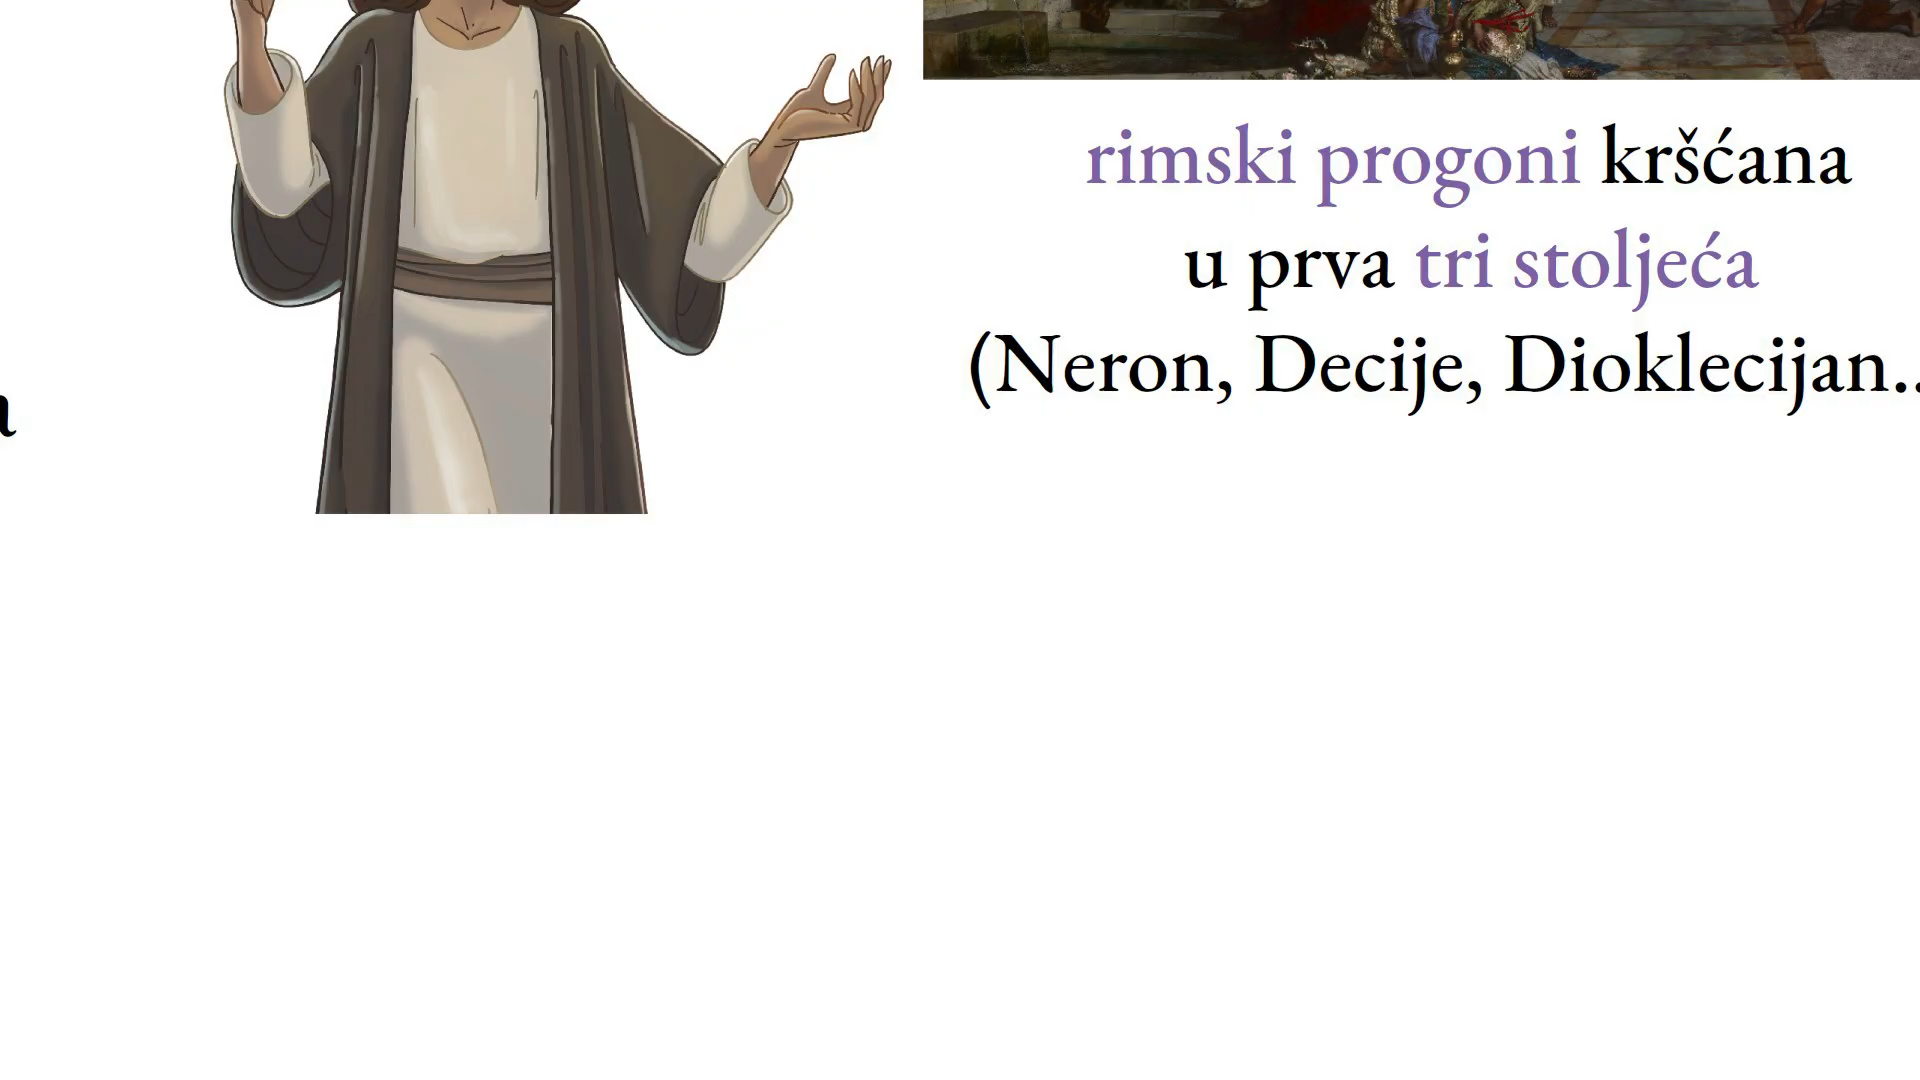 rimski progoni kršćana
u prva tri stoljeća
(Neron, Decije, Dioklecijan..